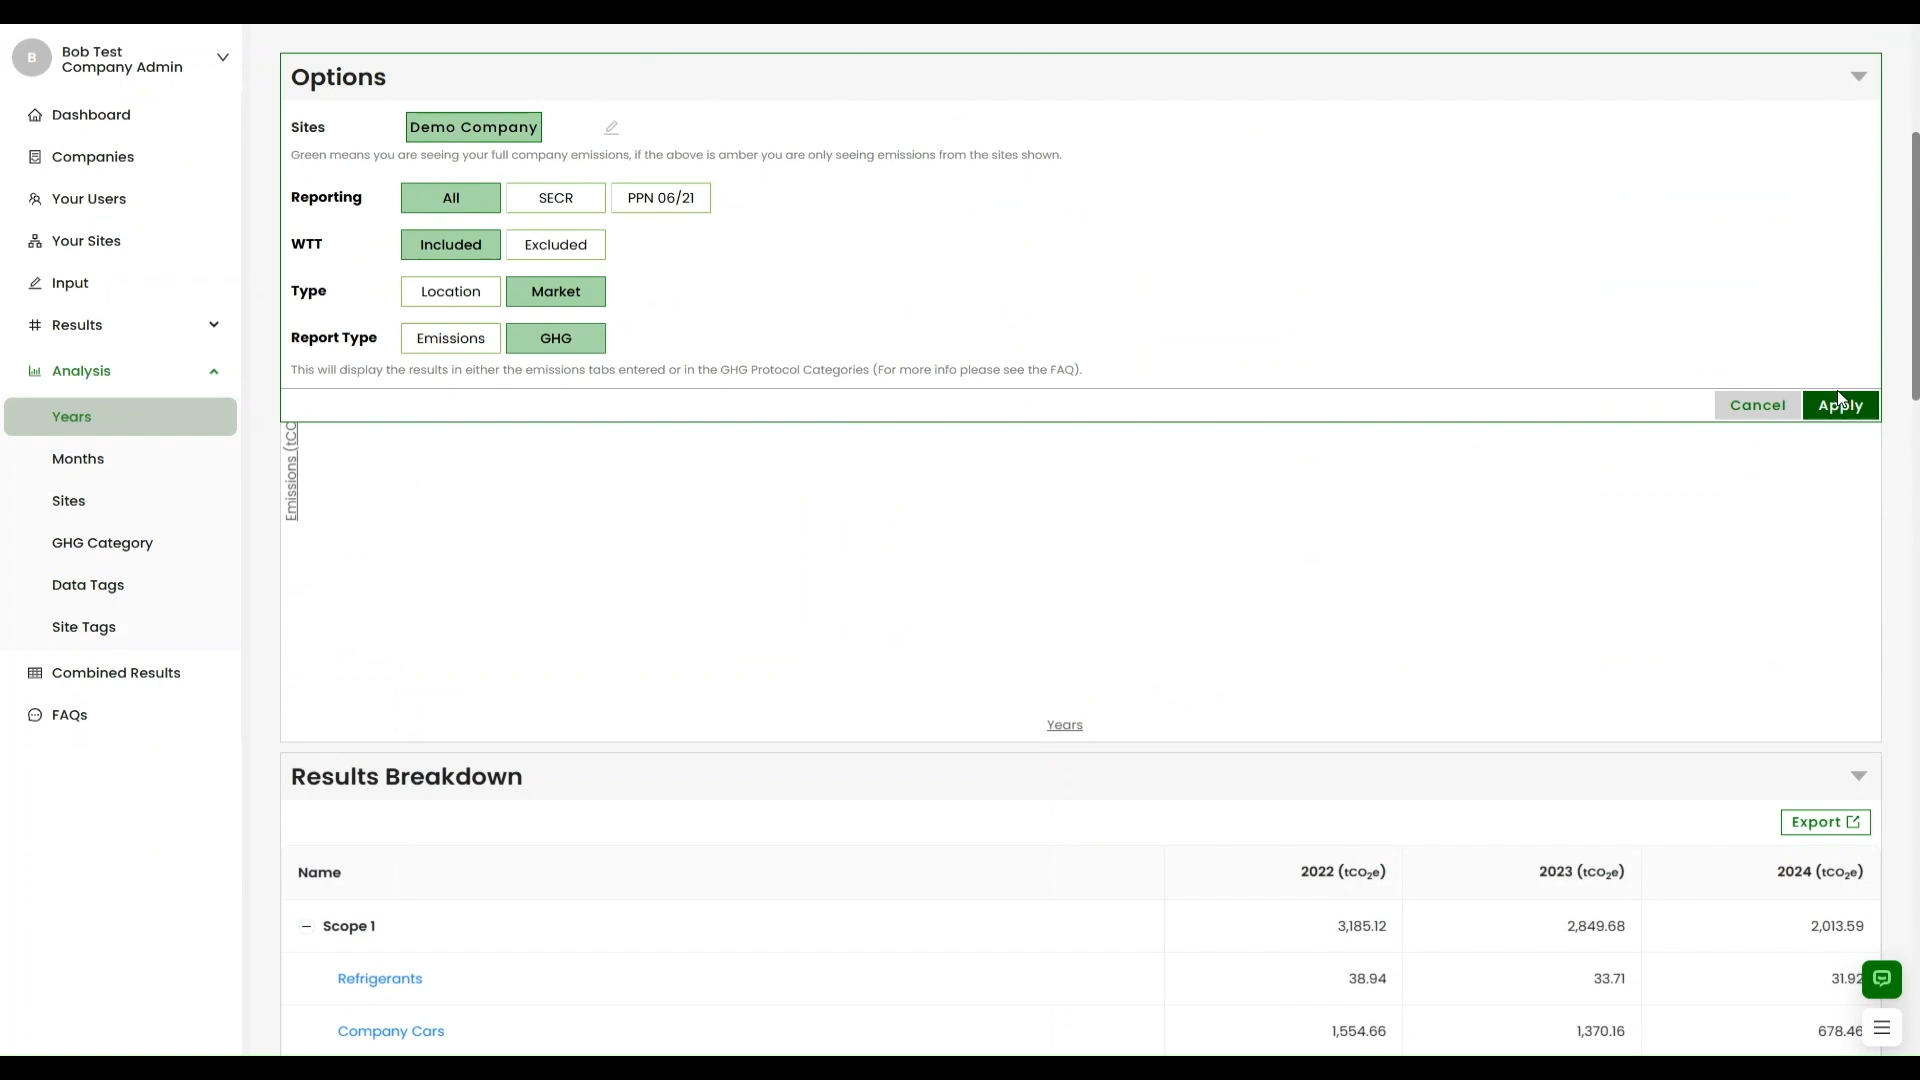 B
Bob Test
Company Admin
Dashboard
Companies
Your Users
Your Sites
Input
Results
Analysis
Years
Months
Sites
GHG Category
Data Tags
Site Tags
Combined Results
FAQs
Options
Sites Demo Company
Green means you are seeing your full company emissions, if the above is amber you are only seeing emissions from the sites shown.
Reporting All SECR PPN 06/21
WTT Included Excluded
Type Location Market
Report Type Emissions GHG
This will display the results in either the emissions tabs entered or in the GHG Protocol Categories (For more info please see the FAQ).
Cancel Apply
Emissions (tCO
Years
Results Breakdown
Export
Name 2022 (tCO₂e) 2023 (tCO₂e) 2024 (tCO₂e)
Scope 1 3,185.12 2,849.68 2,013.59
Refrigerants 38.94 33.71 31.92
Company Cars 1,554.66 1,370.16 678.46